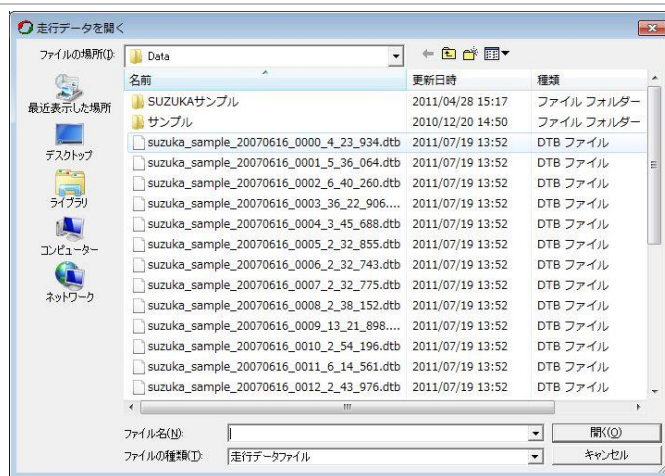 走行データを開く
ファイルの場所(I):
Data
最近表示した場所
デスクトップ
ライブラリ
コンピューター
ネットワーク
名前 更新日時 種類
SUZUKAサンプル 2011/04/28 15:17 ファイル フォルダー
サンプル 2010/12/20 14:50 ファイル フォルダー
suzuka_sample_20070616_0000_4_23_934.dtb 2011/07/19 13:52 DTB ファイル
suzuka_sample_20070616_0001_5_36_064.dtb 2011/07/19 13:52 DTB ファイル
suzuka_sample_20070616_0002_6_40_260.dtb 2011/07/19 13:52 DTB ファイル
suzuka_sample_20070616_0003_36_22_906.... 2011/07/19 13:52 DTB ファイル
suzuka_sample_20070616_0004_3_45_688.dtb 2011/07/19 13:52 DTB ファイル
suzuka_sample_20070616_0005_2_32_855.dtb 2011/07/19 13:52 DTB ファイル
suzuka_sample_20070616_0006_2_32_743.dtb 2011/07/19 13:52 DTB ファイル
suzuka_sample_20070616_0007_2_32_775.dtb 2011/07/19 13:52 DTB ファイル
suzuka_sample_20070616_0008_2_38_152.dtb 2011/07/19 13:52 DTB ファイル
suzuka_sample_20070616_0009_13_21_898.... 2011/07/19 13:52 DTB ファイル
suzuka_sample_20070616_0010_2_54_196.dtb 2011/07/19 13:52 DTB ファイル
suzuka_sample_20070616_0011_6_14_561.dtb 2011/07/19 13:52 DTB ファイル
suzuka_sample_20070616_0012_2_43_976.dtb 2011/07/19 13:52 DTB ファイル
ファイル名(N): 開く(O)
ファイルの種類(T): 走行データファイル キャンセル